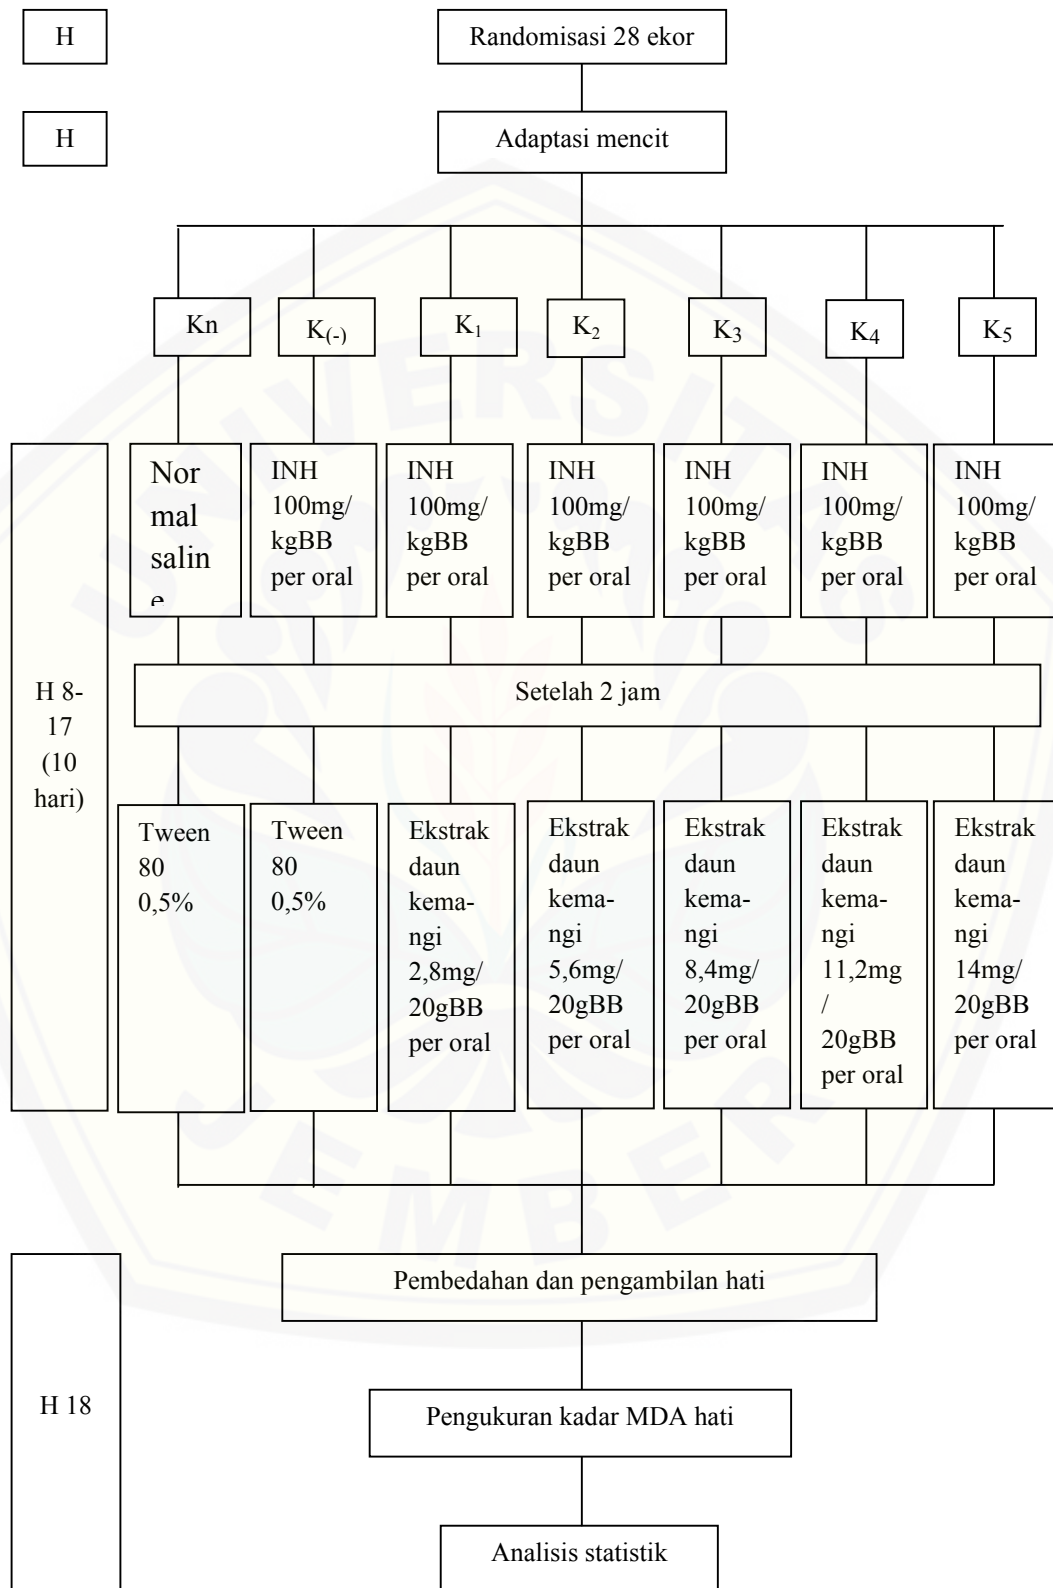 H
Randomisasi 28 ekor
H
Adaptasi mencit
Kn
K(-)
K1
K2
K3
K4
K5
H 8-
17
(10
hari)
Nor
mal
salin
e
INH
100mg/
kgBB
per oral
INH
100mg/
kgBB
per oral
INH
100mg/
kgBB
per oral
INH
100mg/
kgBB
per oral
INH
100mg/
kgBB
per oral
INH
100mg/
kgBB
per oral
Setelah 2 jam
Tween
80
0,5%
Tween
80
0,5%
Ekstrak
daun
kema-
ngi
2,8mg/
20gBB
per oral
Ekstrak
daun
kema-
ngi
5,6mg/
20gBB
per oral
Ekstrak
daun
kema-
ngi
8,4mg/
20gBB
per oral
Ekstrak
daun
kema-
ngi
11,2mg
/
20gBB
per oral
Ekstrak
daun
kema-
ngi
14mg/
20gBB
per oral
H 18
Pembedahan dan pengambilan hati
Pengukuran kadar MDA hati
Analisis statistik
UNIVERSITAS
JEMBER